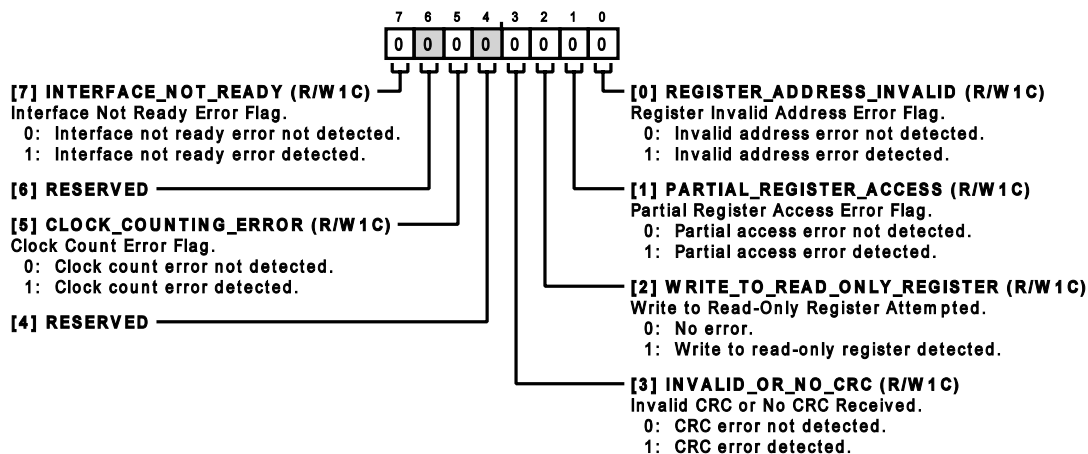 7 6 5 4 3 2 1 0
0 0 0 0 0 0 0 0
[7] INTERFACE_NOT_READY (R/W1C)
Interface Not Ready Error Flag.
0: Interface not ready error not detected.
1: Interface not ready error detected.
[6] RESERVED
[5] CLOCK_COUNTING_ERROR (R/W1C)
Clock Count Error Flag.
0: Clock count error not detected.
1: Clock count error detected.
[4] RESERVED
[0] REGISTER_ADDRESS_INVALID (R/W1C)
Register Invalid Address Error Flag.
0: Invalid address error not detected.
1: Invalid address error detected.
[1] PARTIAL_REGISTER_ACCESS (R/W1C)
Partial Register Access Error Flag.
0: Partial access error not detected.
1: Partial access error detected.
[2] WRITE_TO_READ_ONLY_REGISTER (R/W1C)
Write to Read-Only Register Attempted.
0: No error.
1: Write to read-only register detected.
[3] INVALID_OR_NO_CRC (R/W1C)
Invalid CRC or No CRC Received.
0: CRC error not detected.
1: CRC error detected.